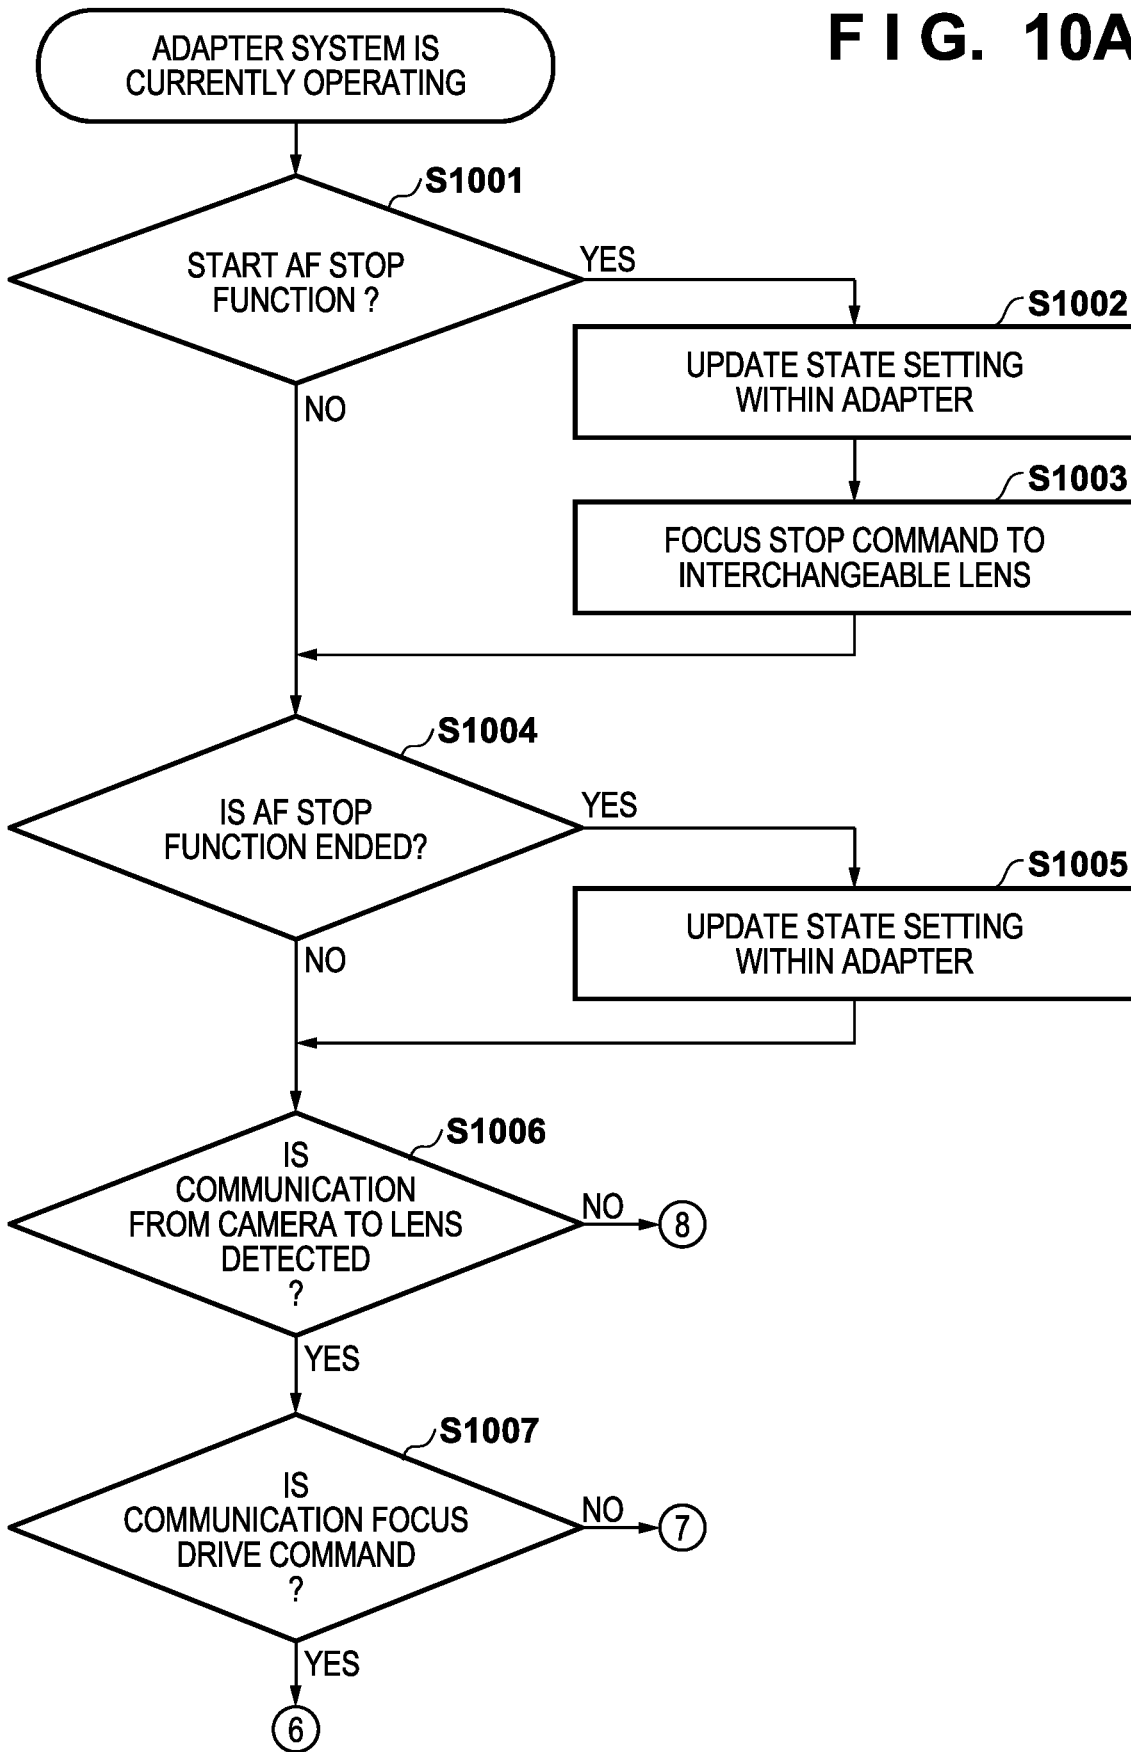 F I G. 10A
ADAPTER SYSTEM IS
CURRENTLY OPERATING
S1001
START AF STOP
FUNCTION ?
YES
NO
S1002
UPDATE STATE SETTING
WITHIN ADAPTER
S1003
FOCUS STOP COMMAND TO
INTERCHANGEABLE LENS
S1004
IS AF STOP
FUNCTION ENDED?
YES
NO
S1005
UPDATE STATE SETTING
WITHIN ADAPTER
S1006
IS
COMMUNICATION
FROM CAMERA TO LENS
DETECTED
?
NO
8
YES
S1007
IS
COMMUNICATION FOCUS
DRIVE COMMAND
?
NO
7
YES
6